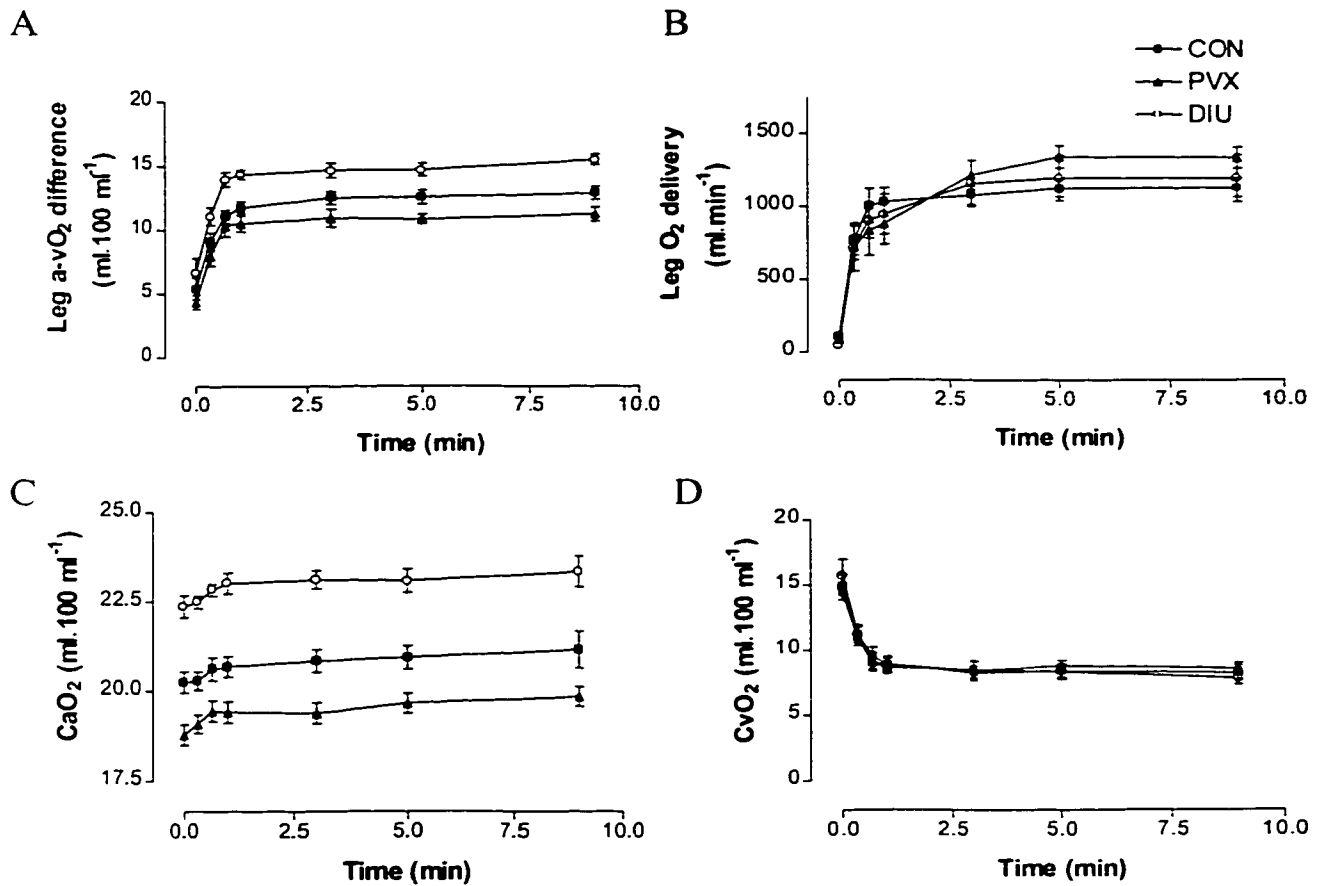 A
Leg a-vO₂ difference
(ml.100 ml⁻¹)
20
15
10
5
0
0.0 2.5 5.0 7.5 10.0
Time (min)
B
CON
PVX
DIU
Leg O₂ delivery
(ml.min⁻¹)
1500
1000
500
0
0.0 2.5 5.0 7.5 10.0
Time (min)
C
CaO₂ (ml.100 ml⁻¹)
25.0
22.5
20.0
17.5
0.0 2.5 5.0 7.5 10.0
Time (min)
D
CvO₂ (ml.100 ml⁻¹)
20
15
10
5
0
0.0 2.5 5.0 7.5 10.0
Time (min)